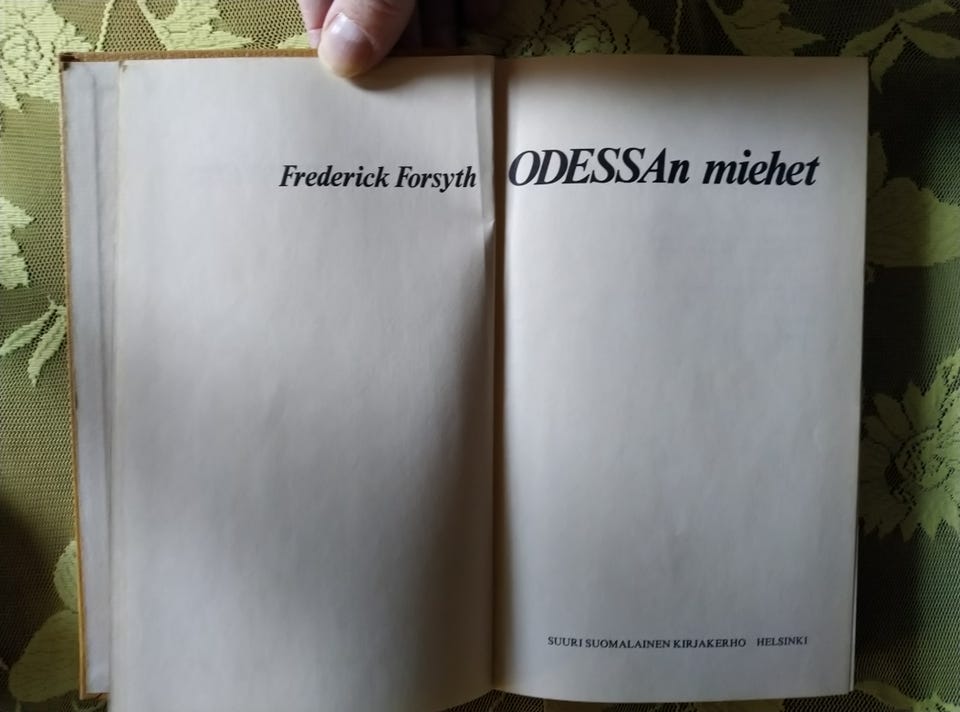 Frederick Forsyth ODESSAn miehet
SUURI SUOMALAINEN KIRJAKERHO HELSINKI